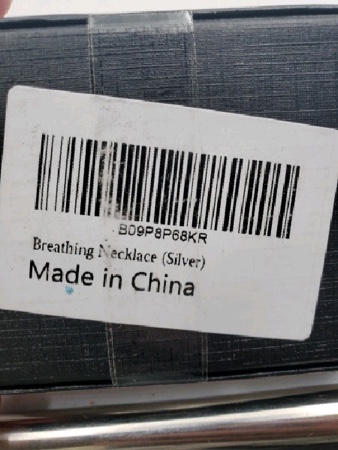 B09P8P68KR
Breathing Necklace (Silver)
Made in China